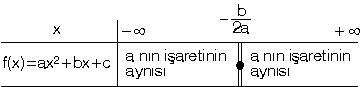 x -∞ -b/2a +∞
f(x)=ax²+bx+c a nın işaretinin aynısı a nın işaretinin aynısı